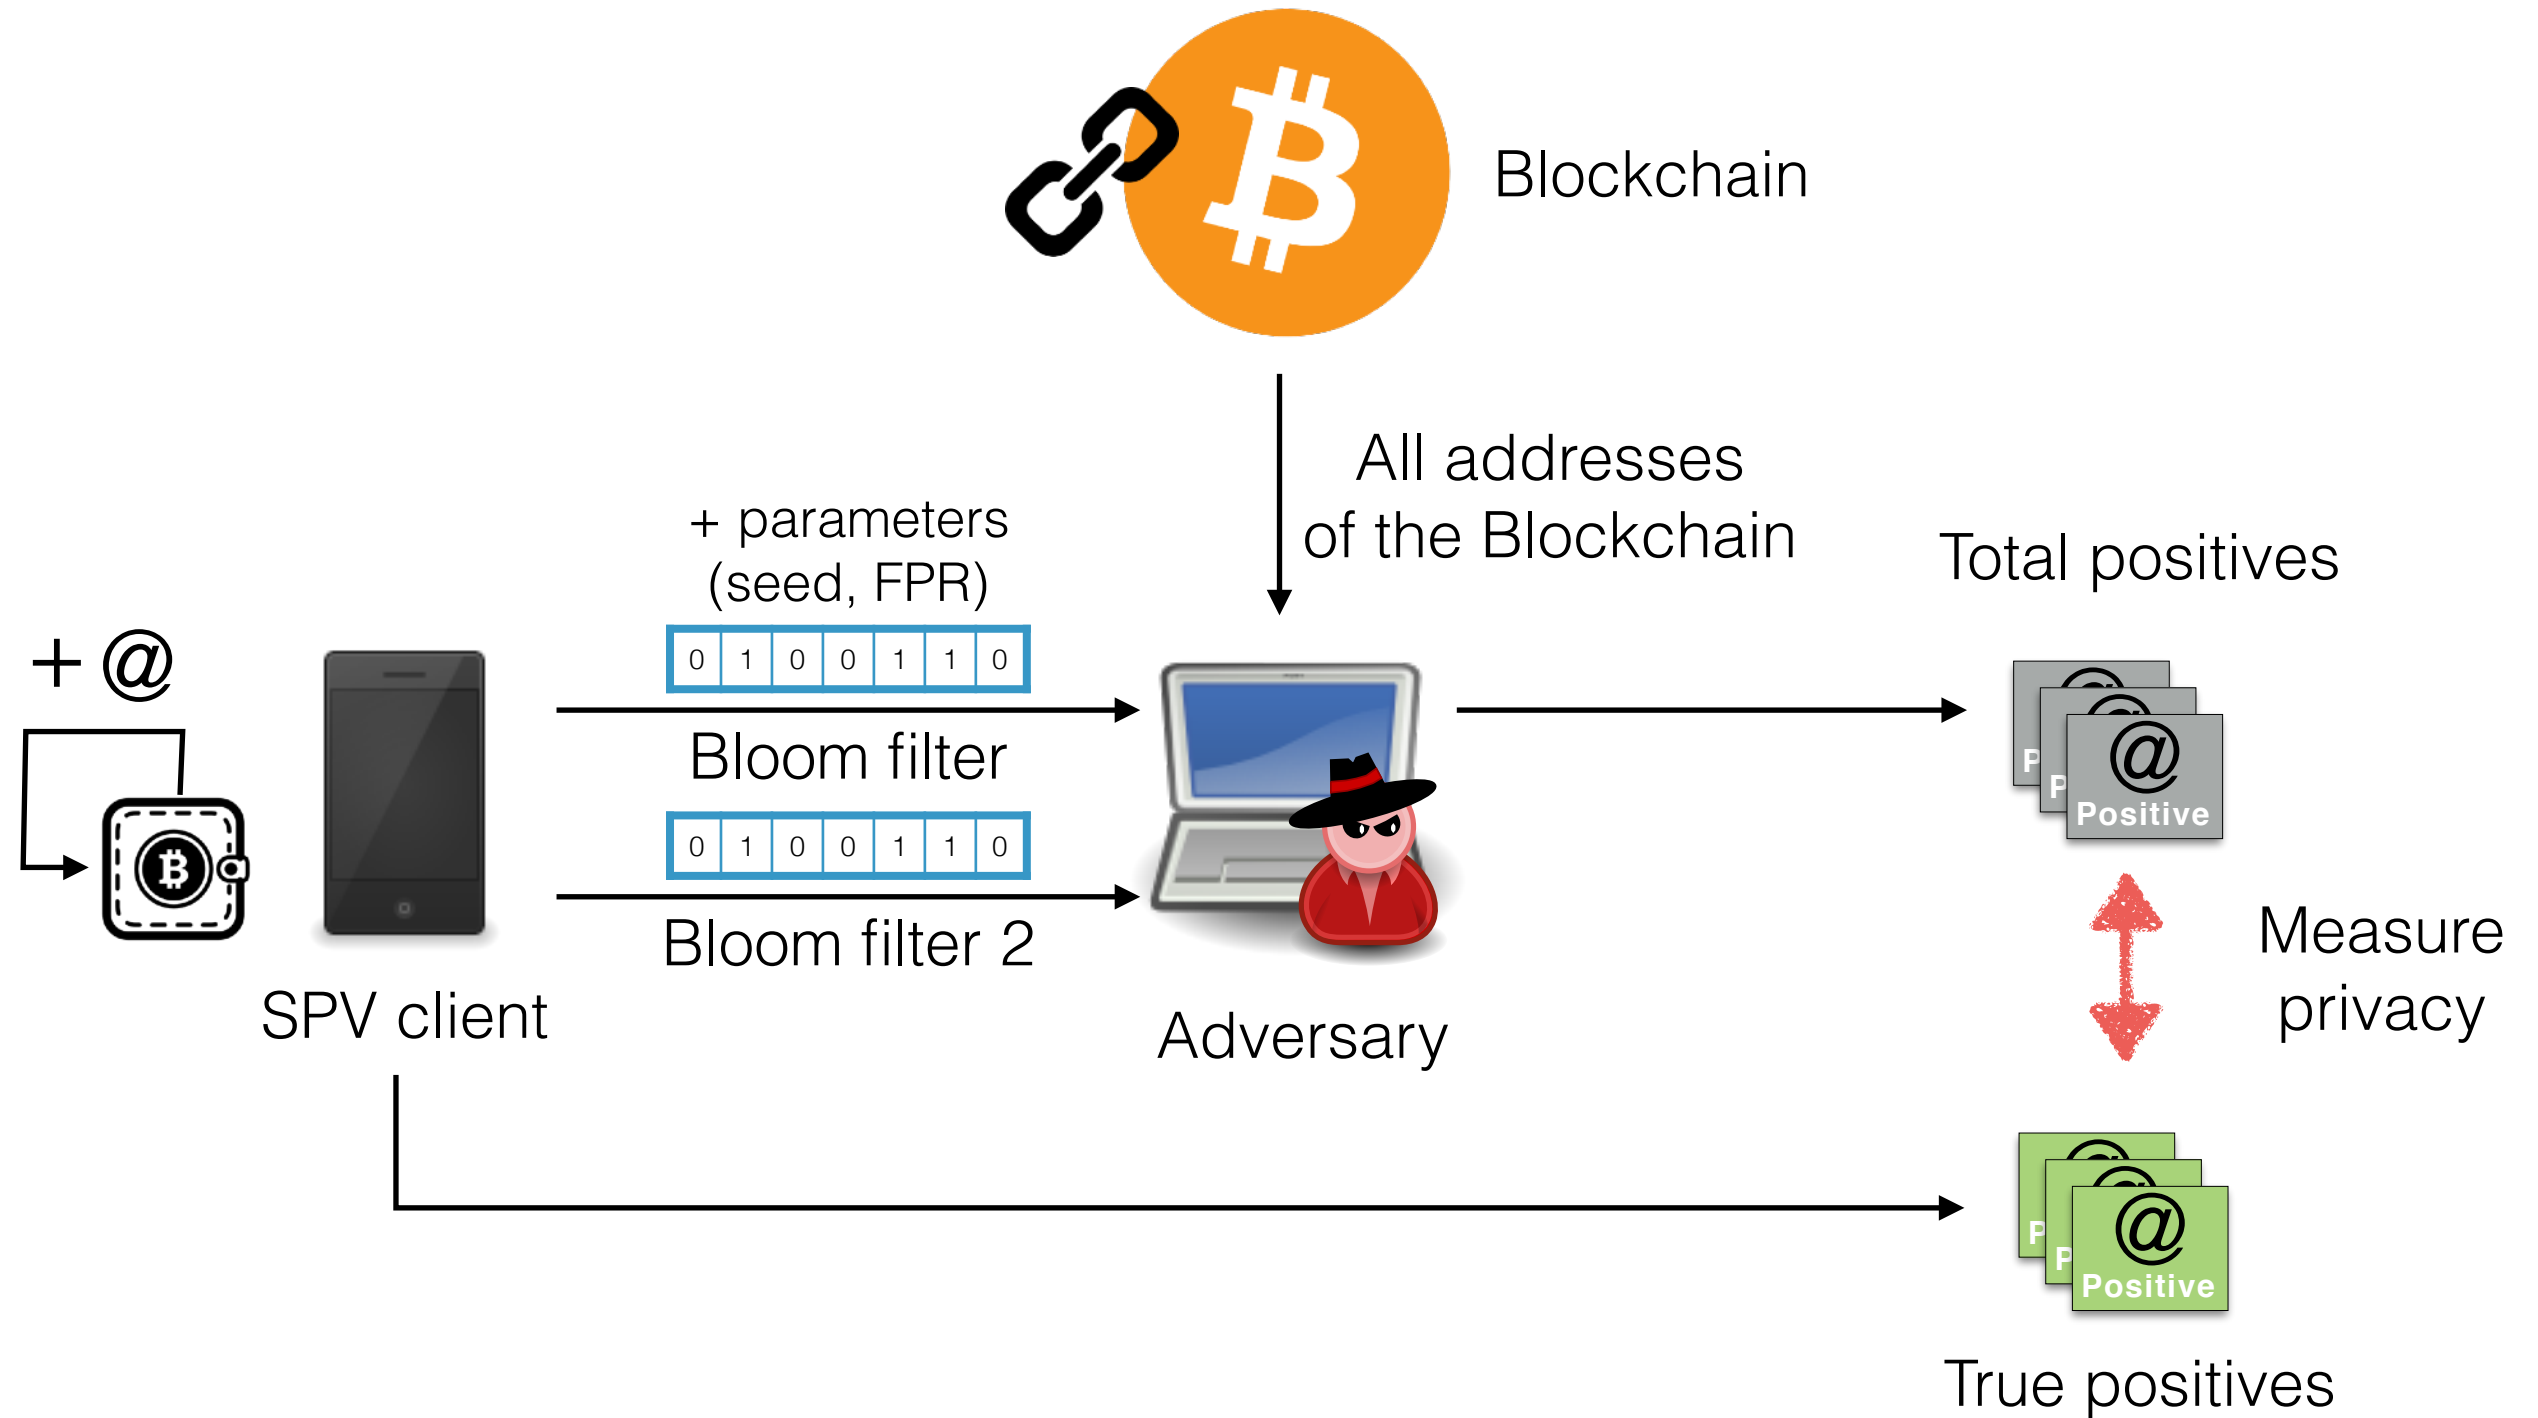 Blockchain
All addresses
of the Blockchain
+ parameters
(seed, FPR)
Total positives
+ @
0 1 0 0 1 1 0
Bloom filter
@
Positive
P
P
0 1 0 0 1 1 0
Bloom filter 2
SPV client
Adversary
Measure
privacy
@
Positive
P
P
True positives